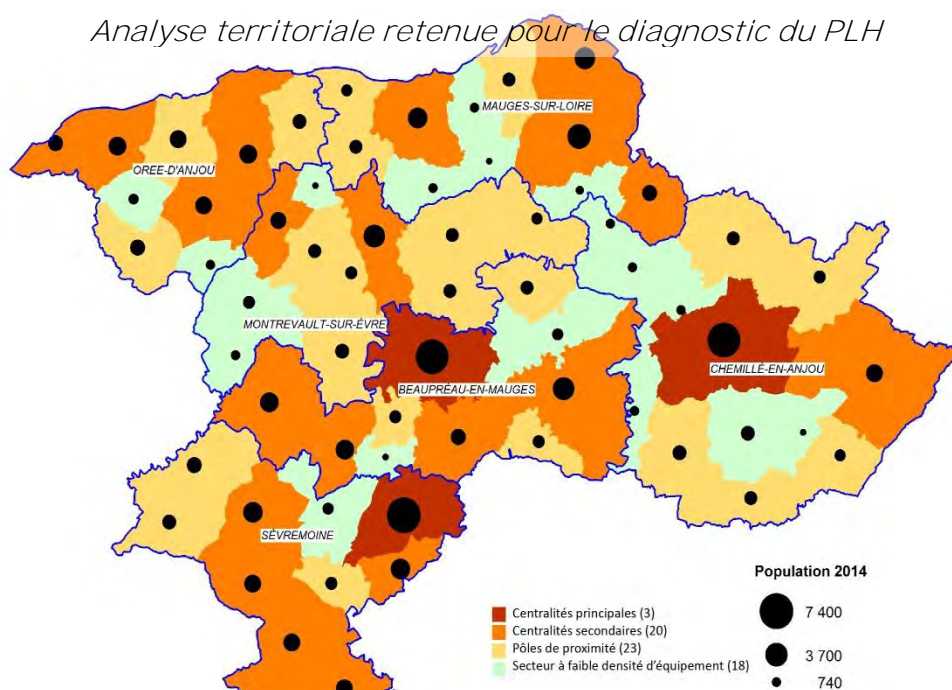 Analyse territoriale retenue pour le diagnostic du PLH
MAUGES-SUR-LOIRE
OREE-D'ANJOU
MONTREVAULT-SUR-ÈVRE
CHEMILLÉ-EN-ANJOU
BEAUPRÉAU-EN-MAUGES
SÈVREMOINE
Population 2014
7 400
3 700
740
Centralités principales (3)
Centralités secondaires (20)
Pôles de proximité (23)
Secteur à faible densité d'équipement (18)